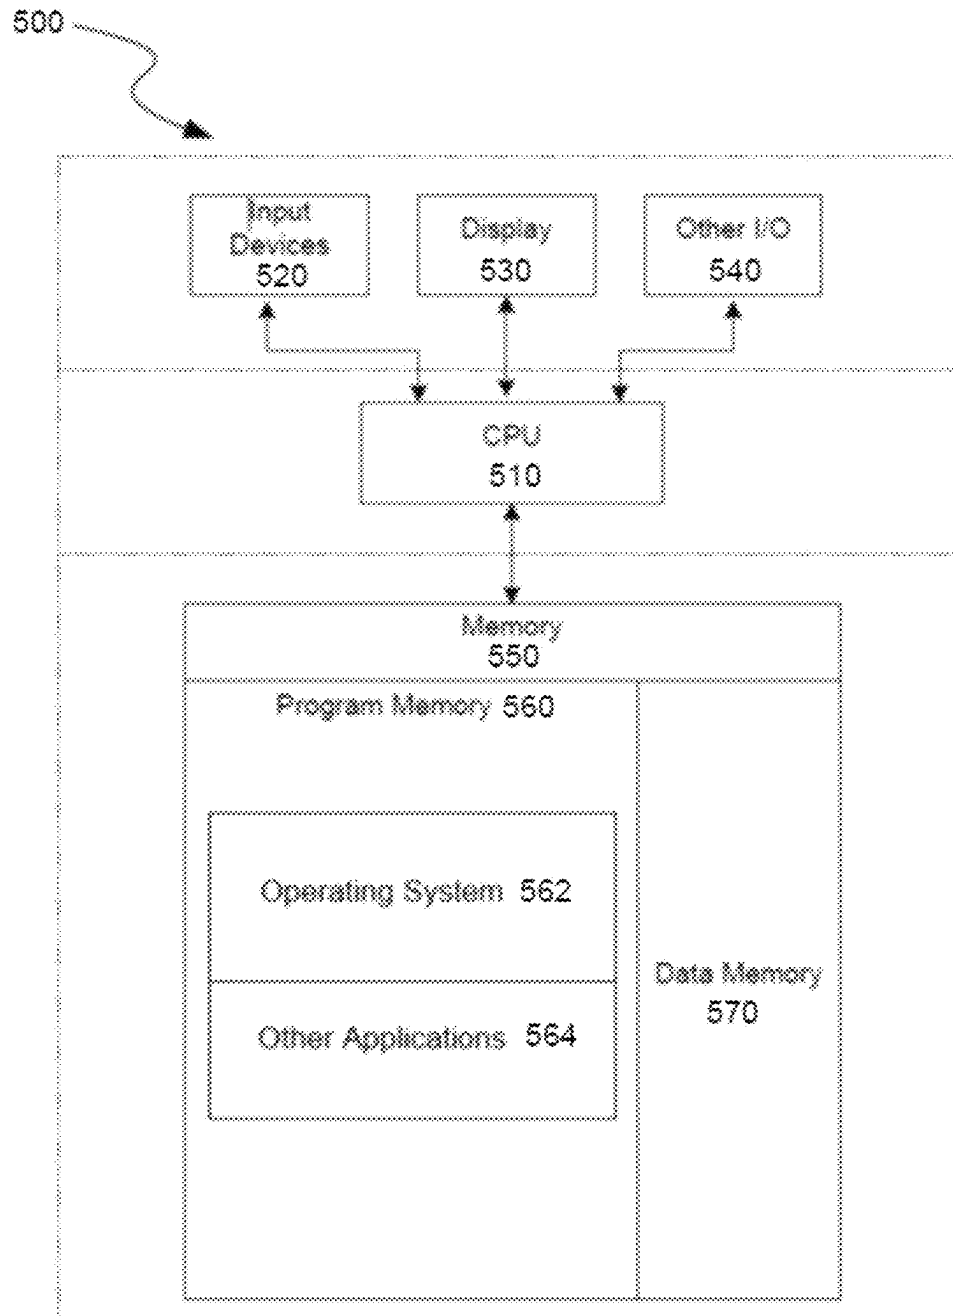 500
Input
Devices
520
Display
530
Other I/O
540
CPU
510
Memory
550
Program Memory 560
Operating System 562
Other Applications 564
Data Memory
570